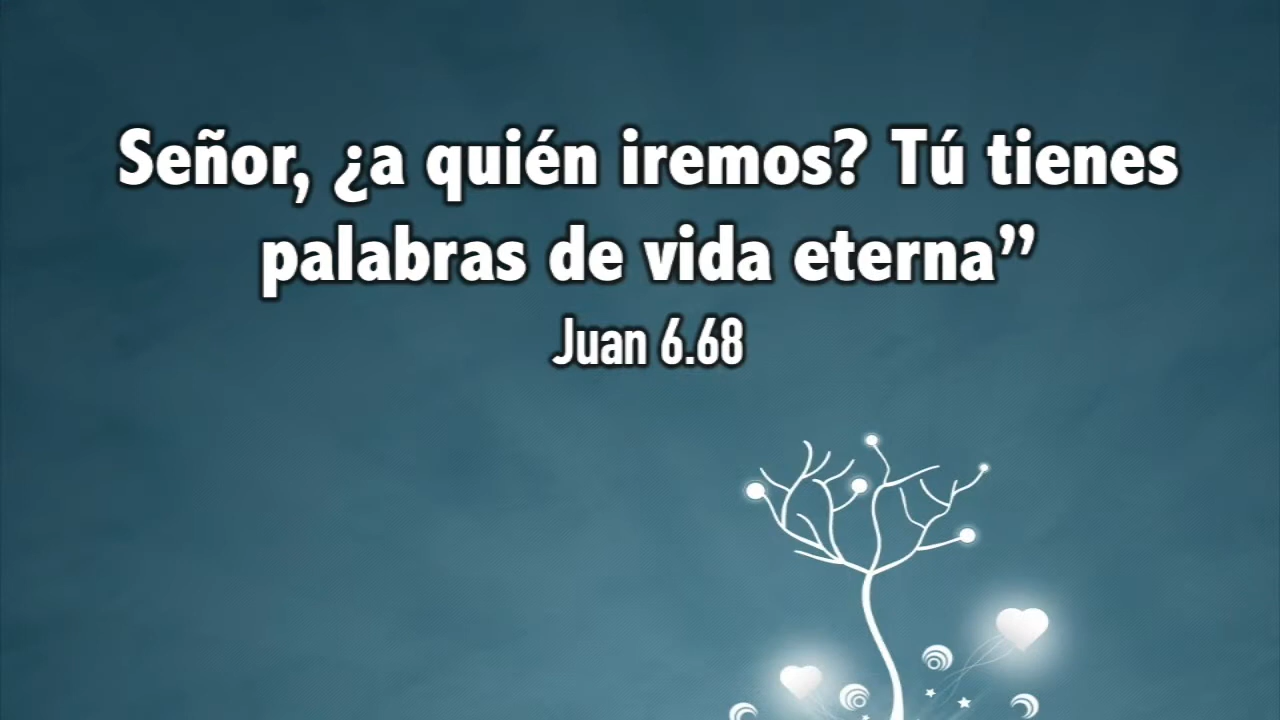 Señor, ¿a quién iremos? Tú tienes
palabras de vida eterna”
Juan 6.68